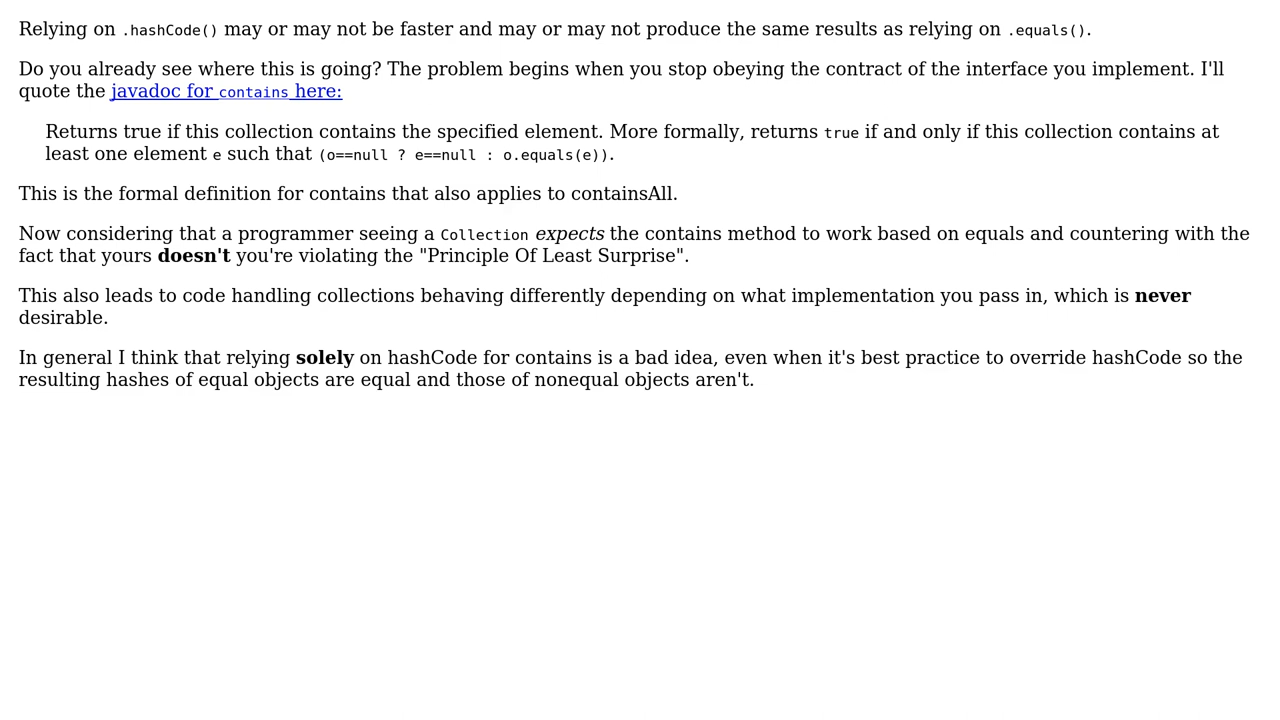 Relying on .hashCode() may or may not be faster and may or may not produce the same results as relying on .equals().
Do you already see where this is going? The problem begins when you stop obeying the contract of the interface you implement. I'll
quote the javadoc for contains here:
Returns true if this collection contains the specified element. More formally, returns true if and only if this collection contains at
least one element e such that (o==null ? e==null : o.equals(e)).
This is the formal definition for contains that also applies to containsAll.
Now considering that a programmer seeing a Collection expects the contains method to work based on equals and countering with the
fact that yours doesn't you're violating the "Principle Of Least Surprise".
This also leads to code handling collections behaving differently depending on what implementation you pass in, which is never
desirable.
In general I think that relying solely on hashCode for contains is a bad idea, even when it's best practice to override hashCode so the
resulting hashes of equal objects are equal and those of nonequal objects aren't.